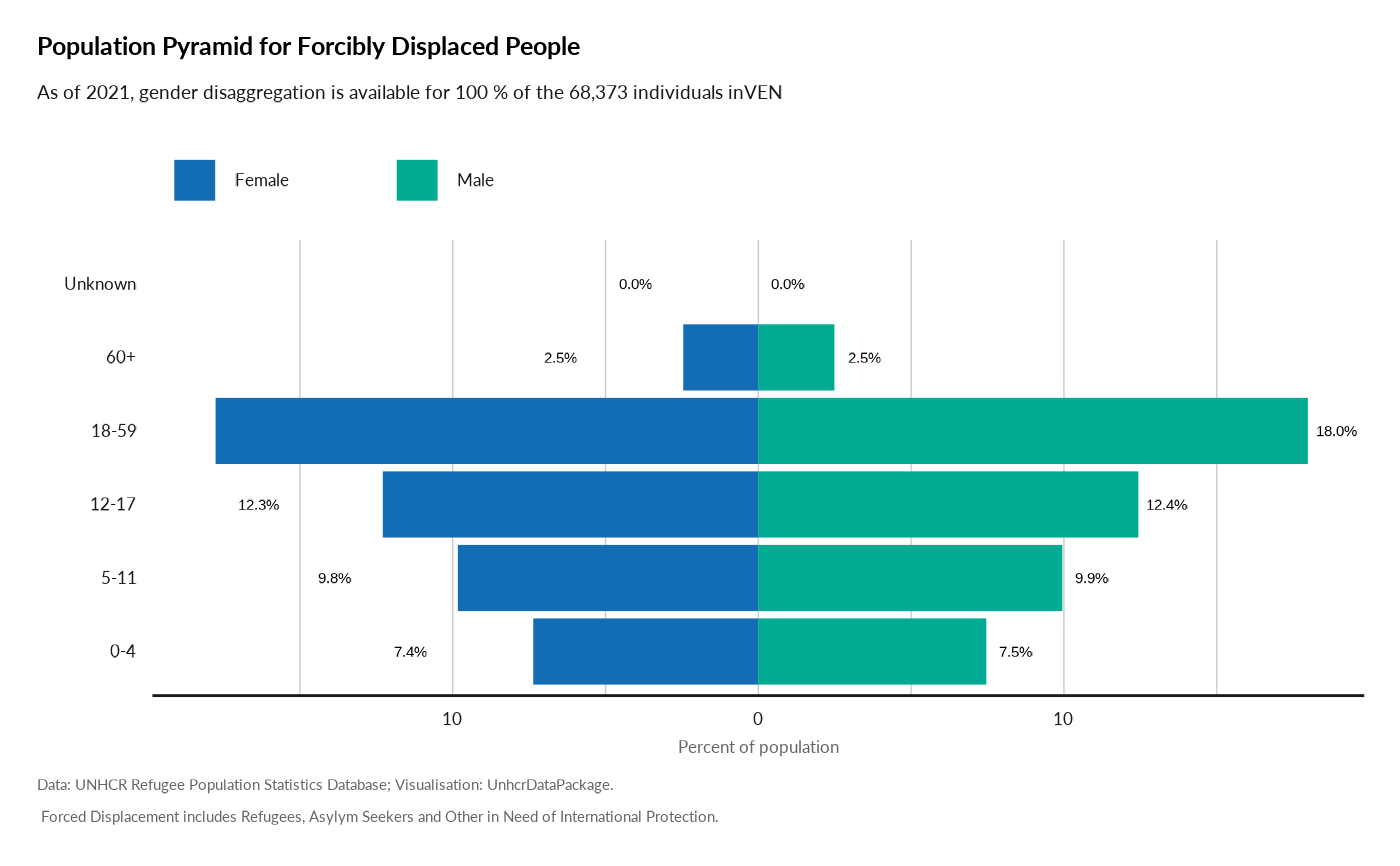 Population Pyramid for Forcibly Displaced People
As of 2021, gender disaggregation is available for 100 % of the 68,373 individuals inVEN
Female Male
Unknown 0.0% 0.0%
60+ 2.5% 2.5%
18-59 18.0%
12-17 12.3% 12.4%
5-11 9.8% 9.9%
0-4 7.4% 7.5%
10 0 10
Percent of population
Data: UNHCR Refugee Population Statistics Database; Visualisation: UnhcrDataPackage.
Forced Displacement includes Refugees, Asylym Seekers and Other in Need of International Protection.